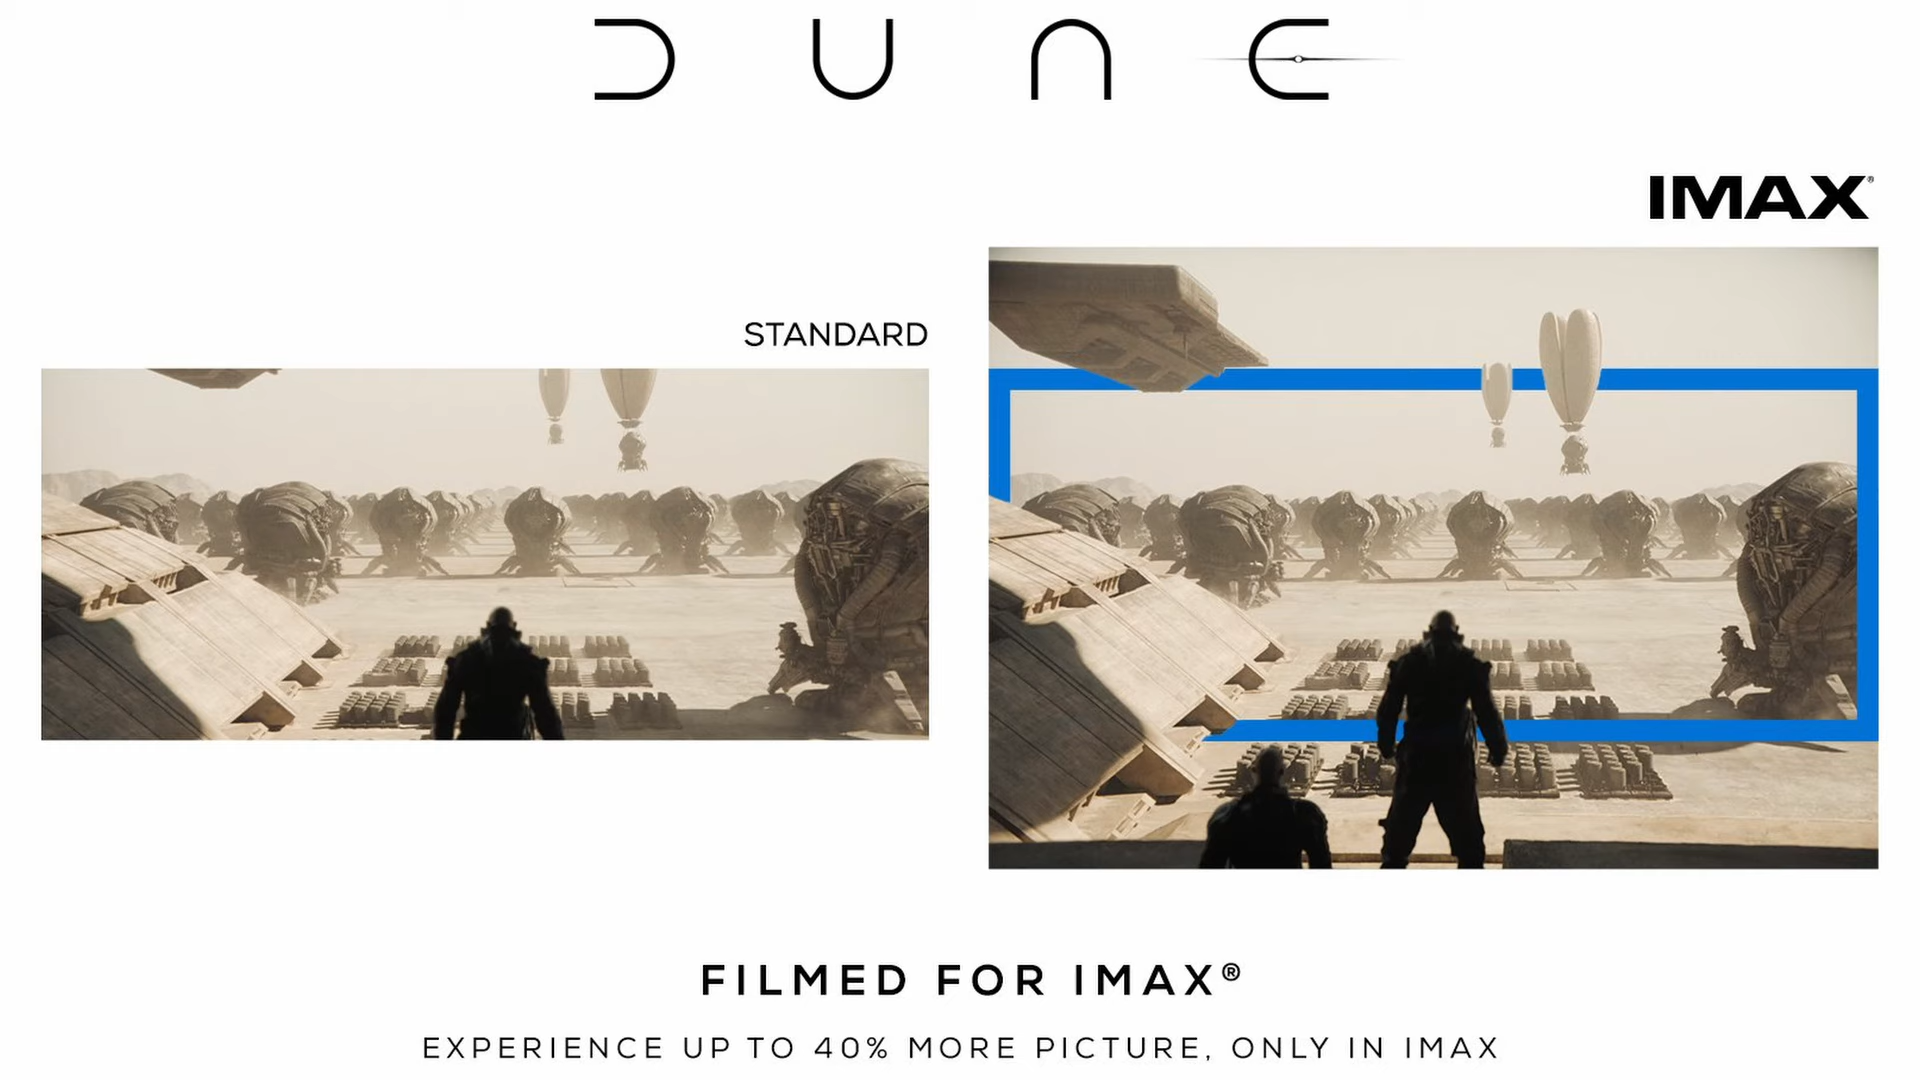 DUNE
IMAX®
STANDARD
FILMED FOR IMAX®
EXPERIENCE UP TO 40% MORE PICTURE, ONLY IN IMAX